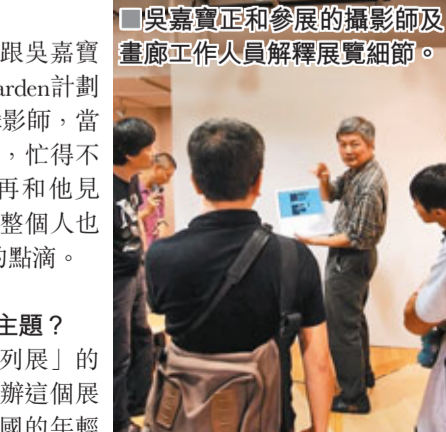 ■吳嘉寶正和參展的攝影師及
畫廊工作人員解釋展覽細節。
跟吳嘉寶
arden計劃
影師，當
，忙得不
再和他見
整個人也
的點滴。
主題？
列展」的
辦這個展
國的年輕